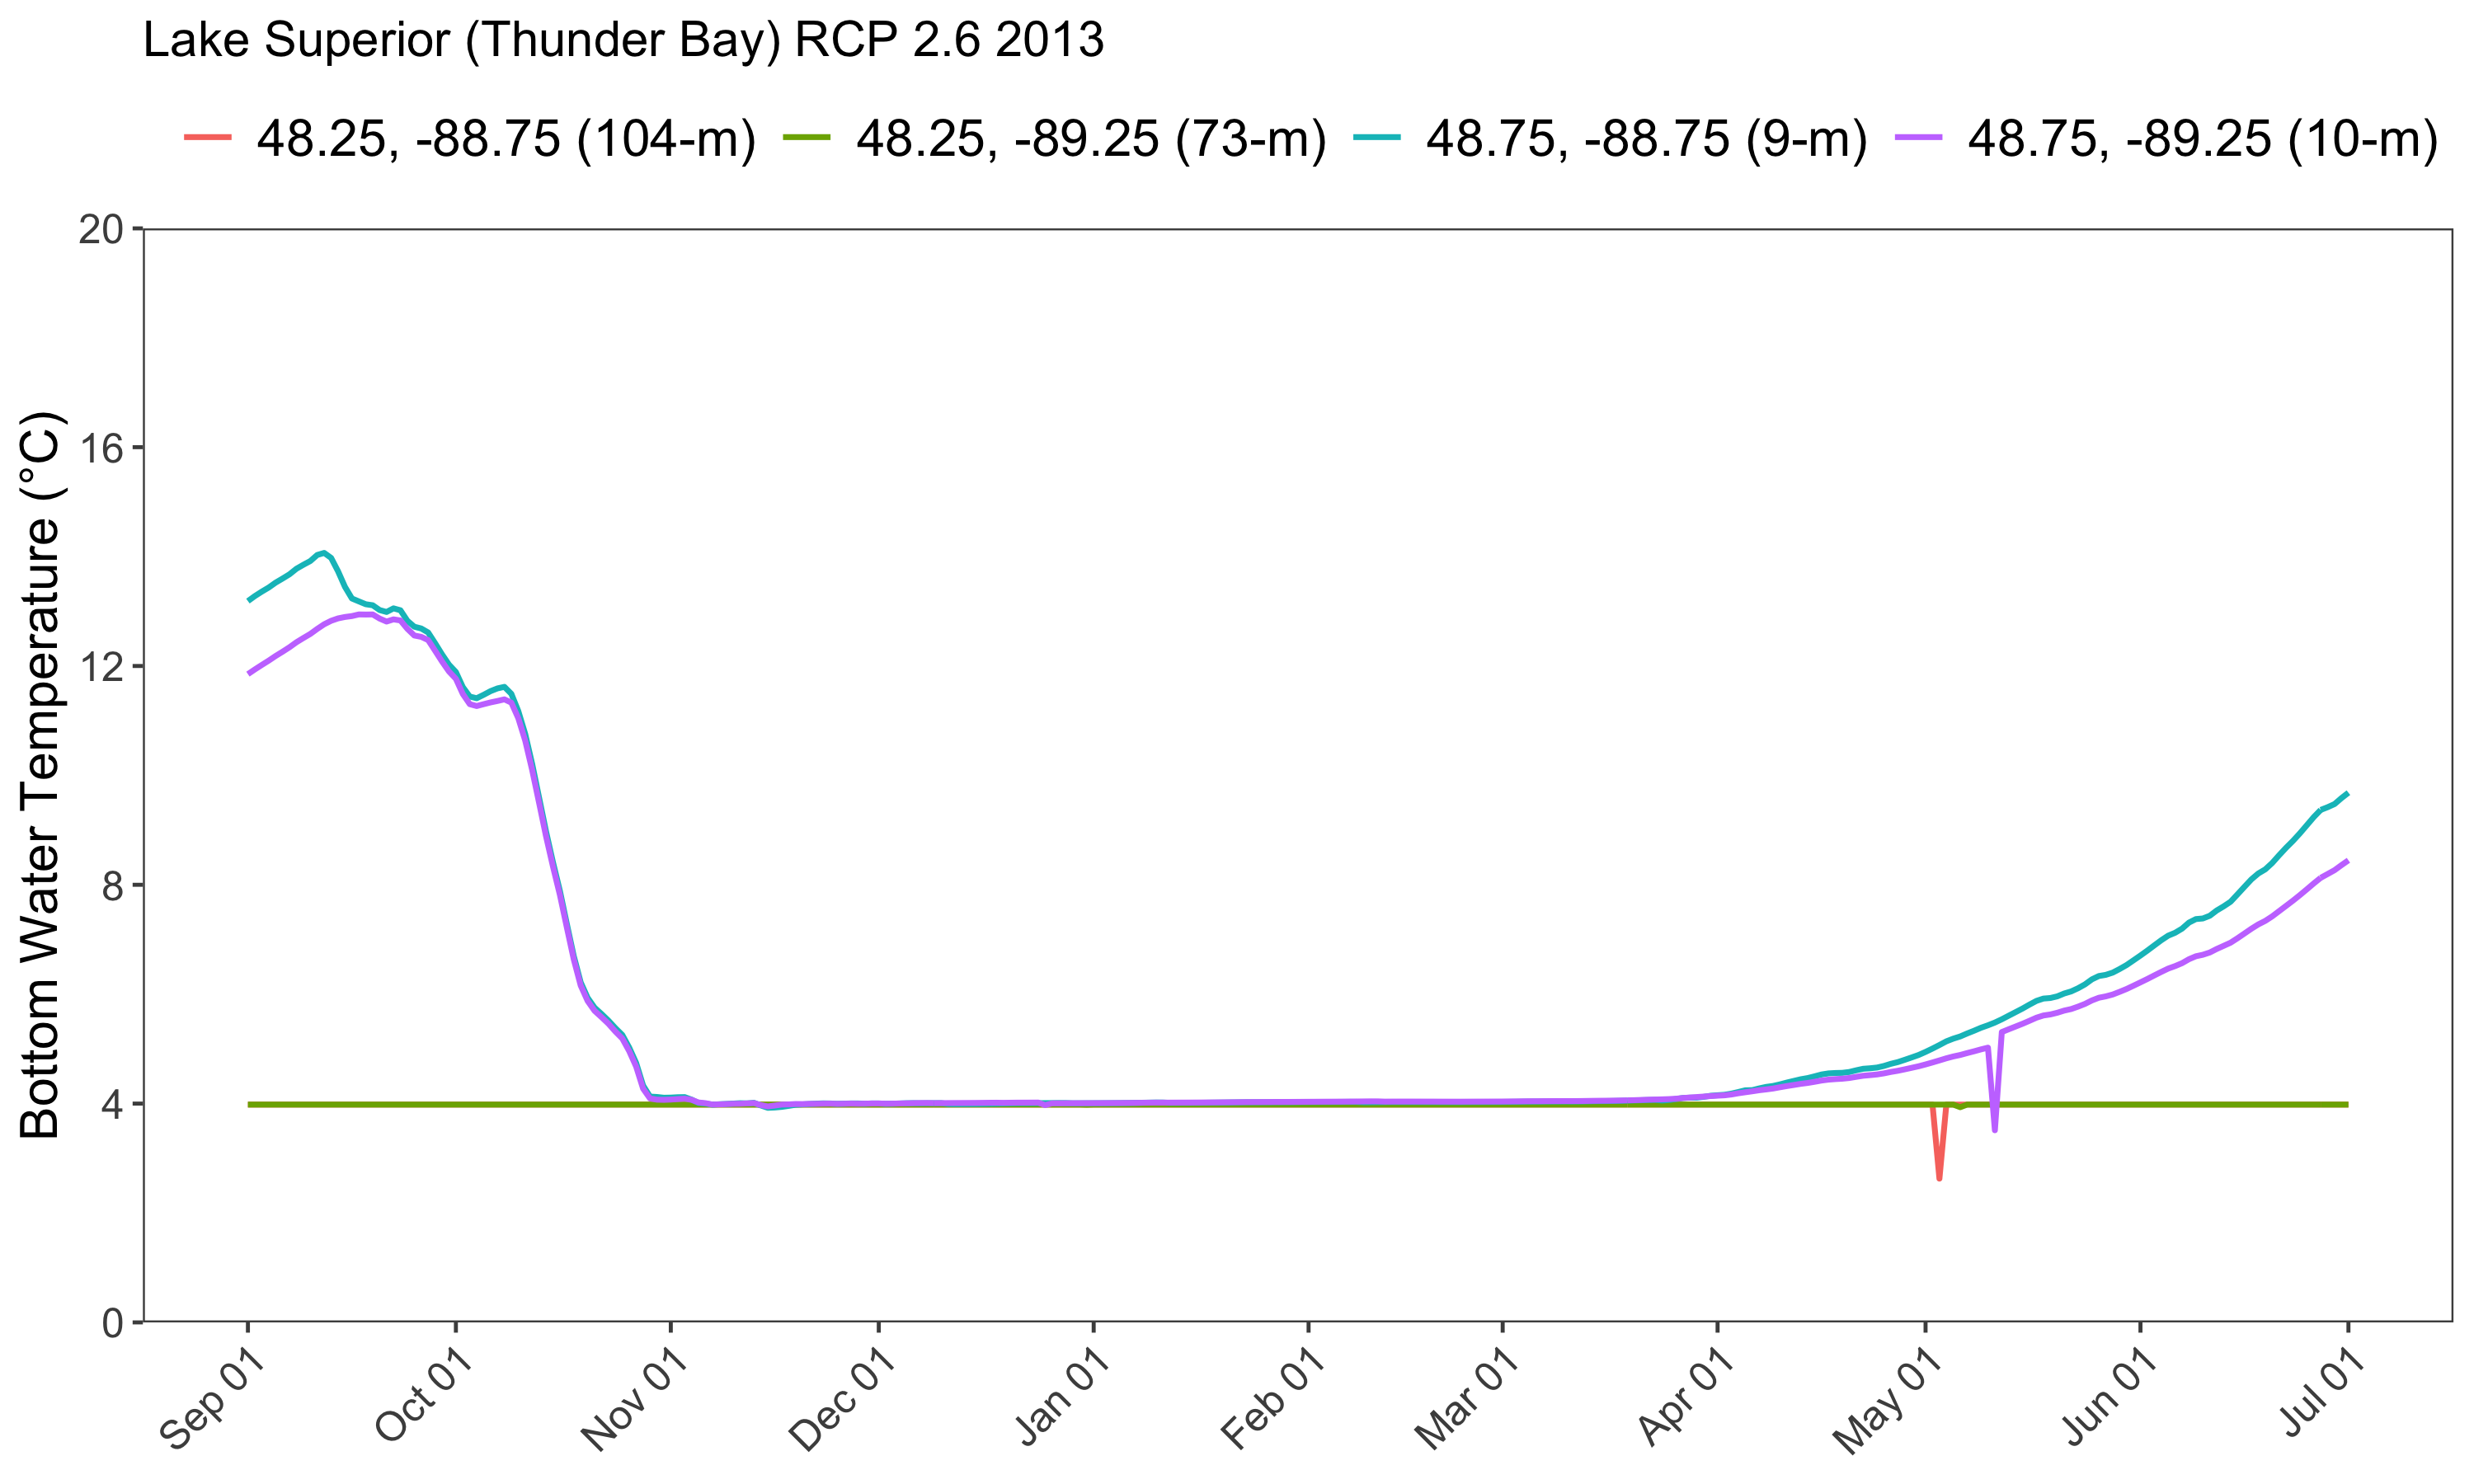 Lake Superior (Thunder Bay) RCP 2.6 2013
48.25, -88.75 (104-m) 48.25, -89.25 (73-m) 48.75, -88.75 (9-m) 48.75, -89.25 (10-m)
Bottom Water Temperature (°C)
20
16
12
8
4
0
Sep 01 Oct 01 Nov 01 Dec 01 Jan 01 Feb 01 Mar 01 Apr 01 May 01 Jun 01 Jul 01